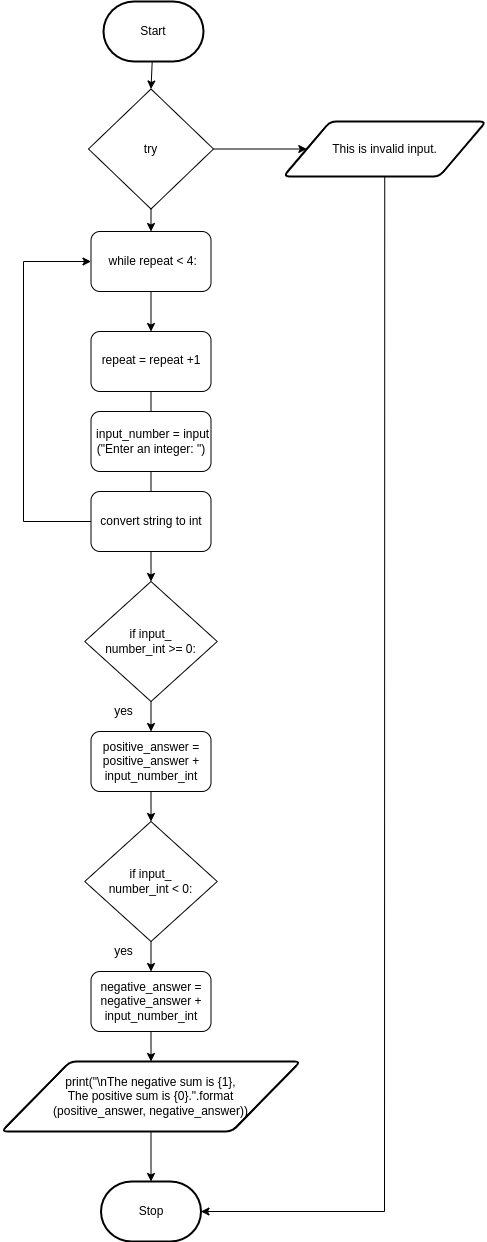 Start
try
This is invalid input.
while repeat < 4:
repeat = repeat +1
input_number = input
("Enter an integer: ")
convert string to int
if input_
number_int >= 0:
yes
positive_answer =
positive_answer +
input_number_int
if input_
number_int < 0:
yes
negative_answer =
negative_answer +
input_number_int
print("\nThe negative sum is {1},
The positive sum is {0}.".format
(positive_answer, negative_answer))
Stop